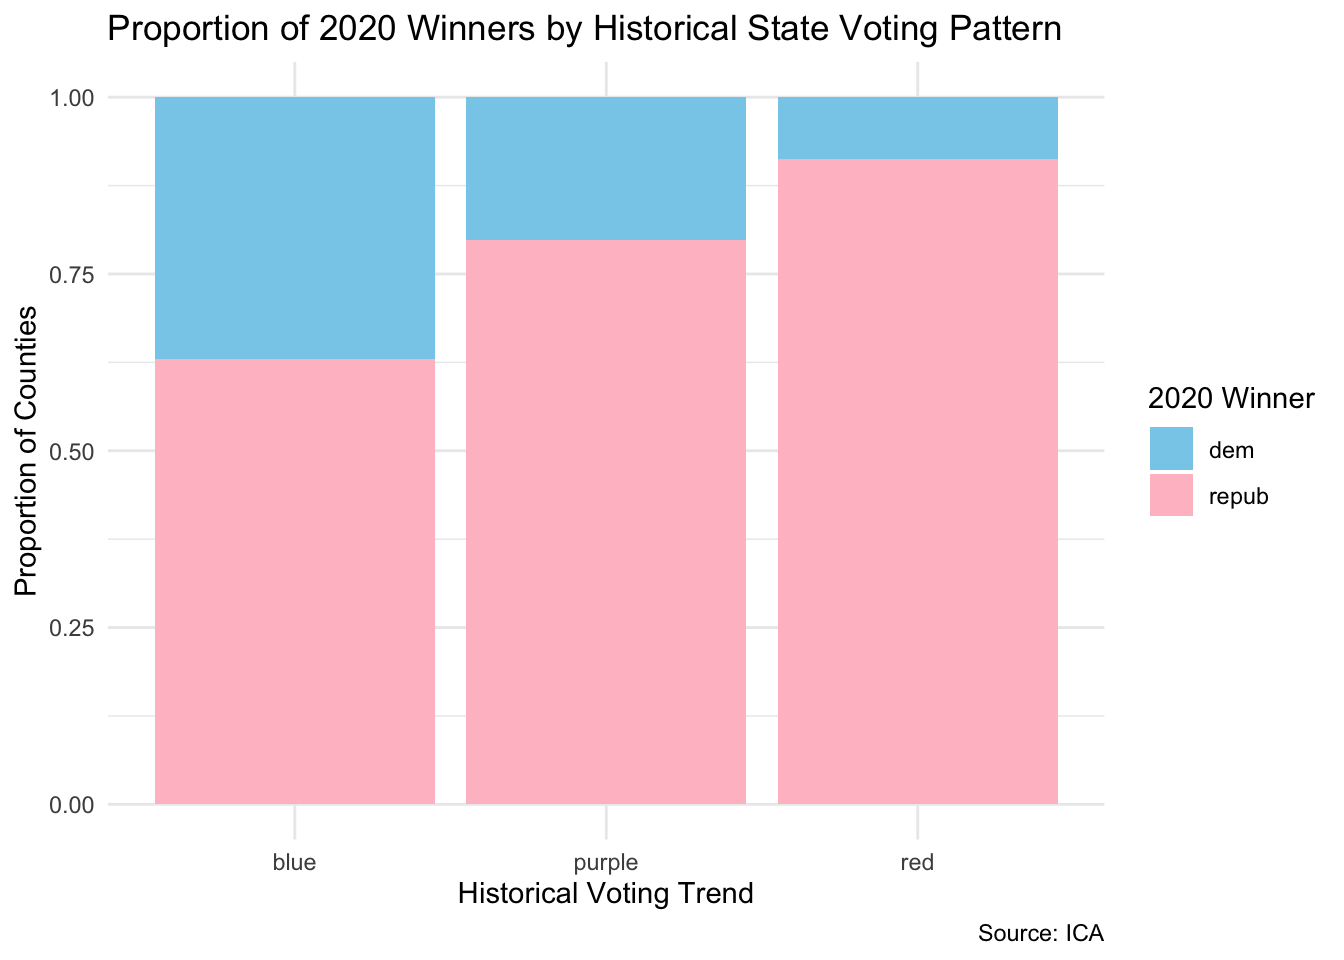 Proportion of 2020 Winners by Historical State Voting Pattern
Proportion of Counties
1.00
0.75
0.50
0.25
0.00
blue
purple
red
Historical Voting Trend
2020 Winner
dem
repub
Source: ICA